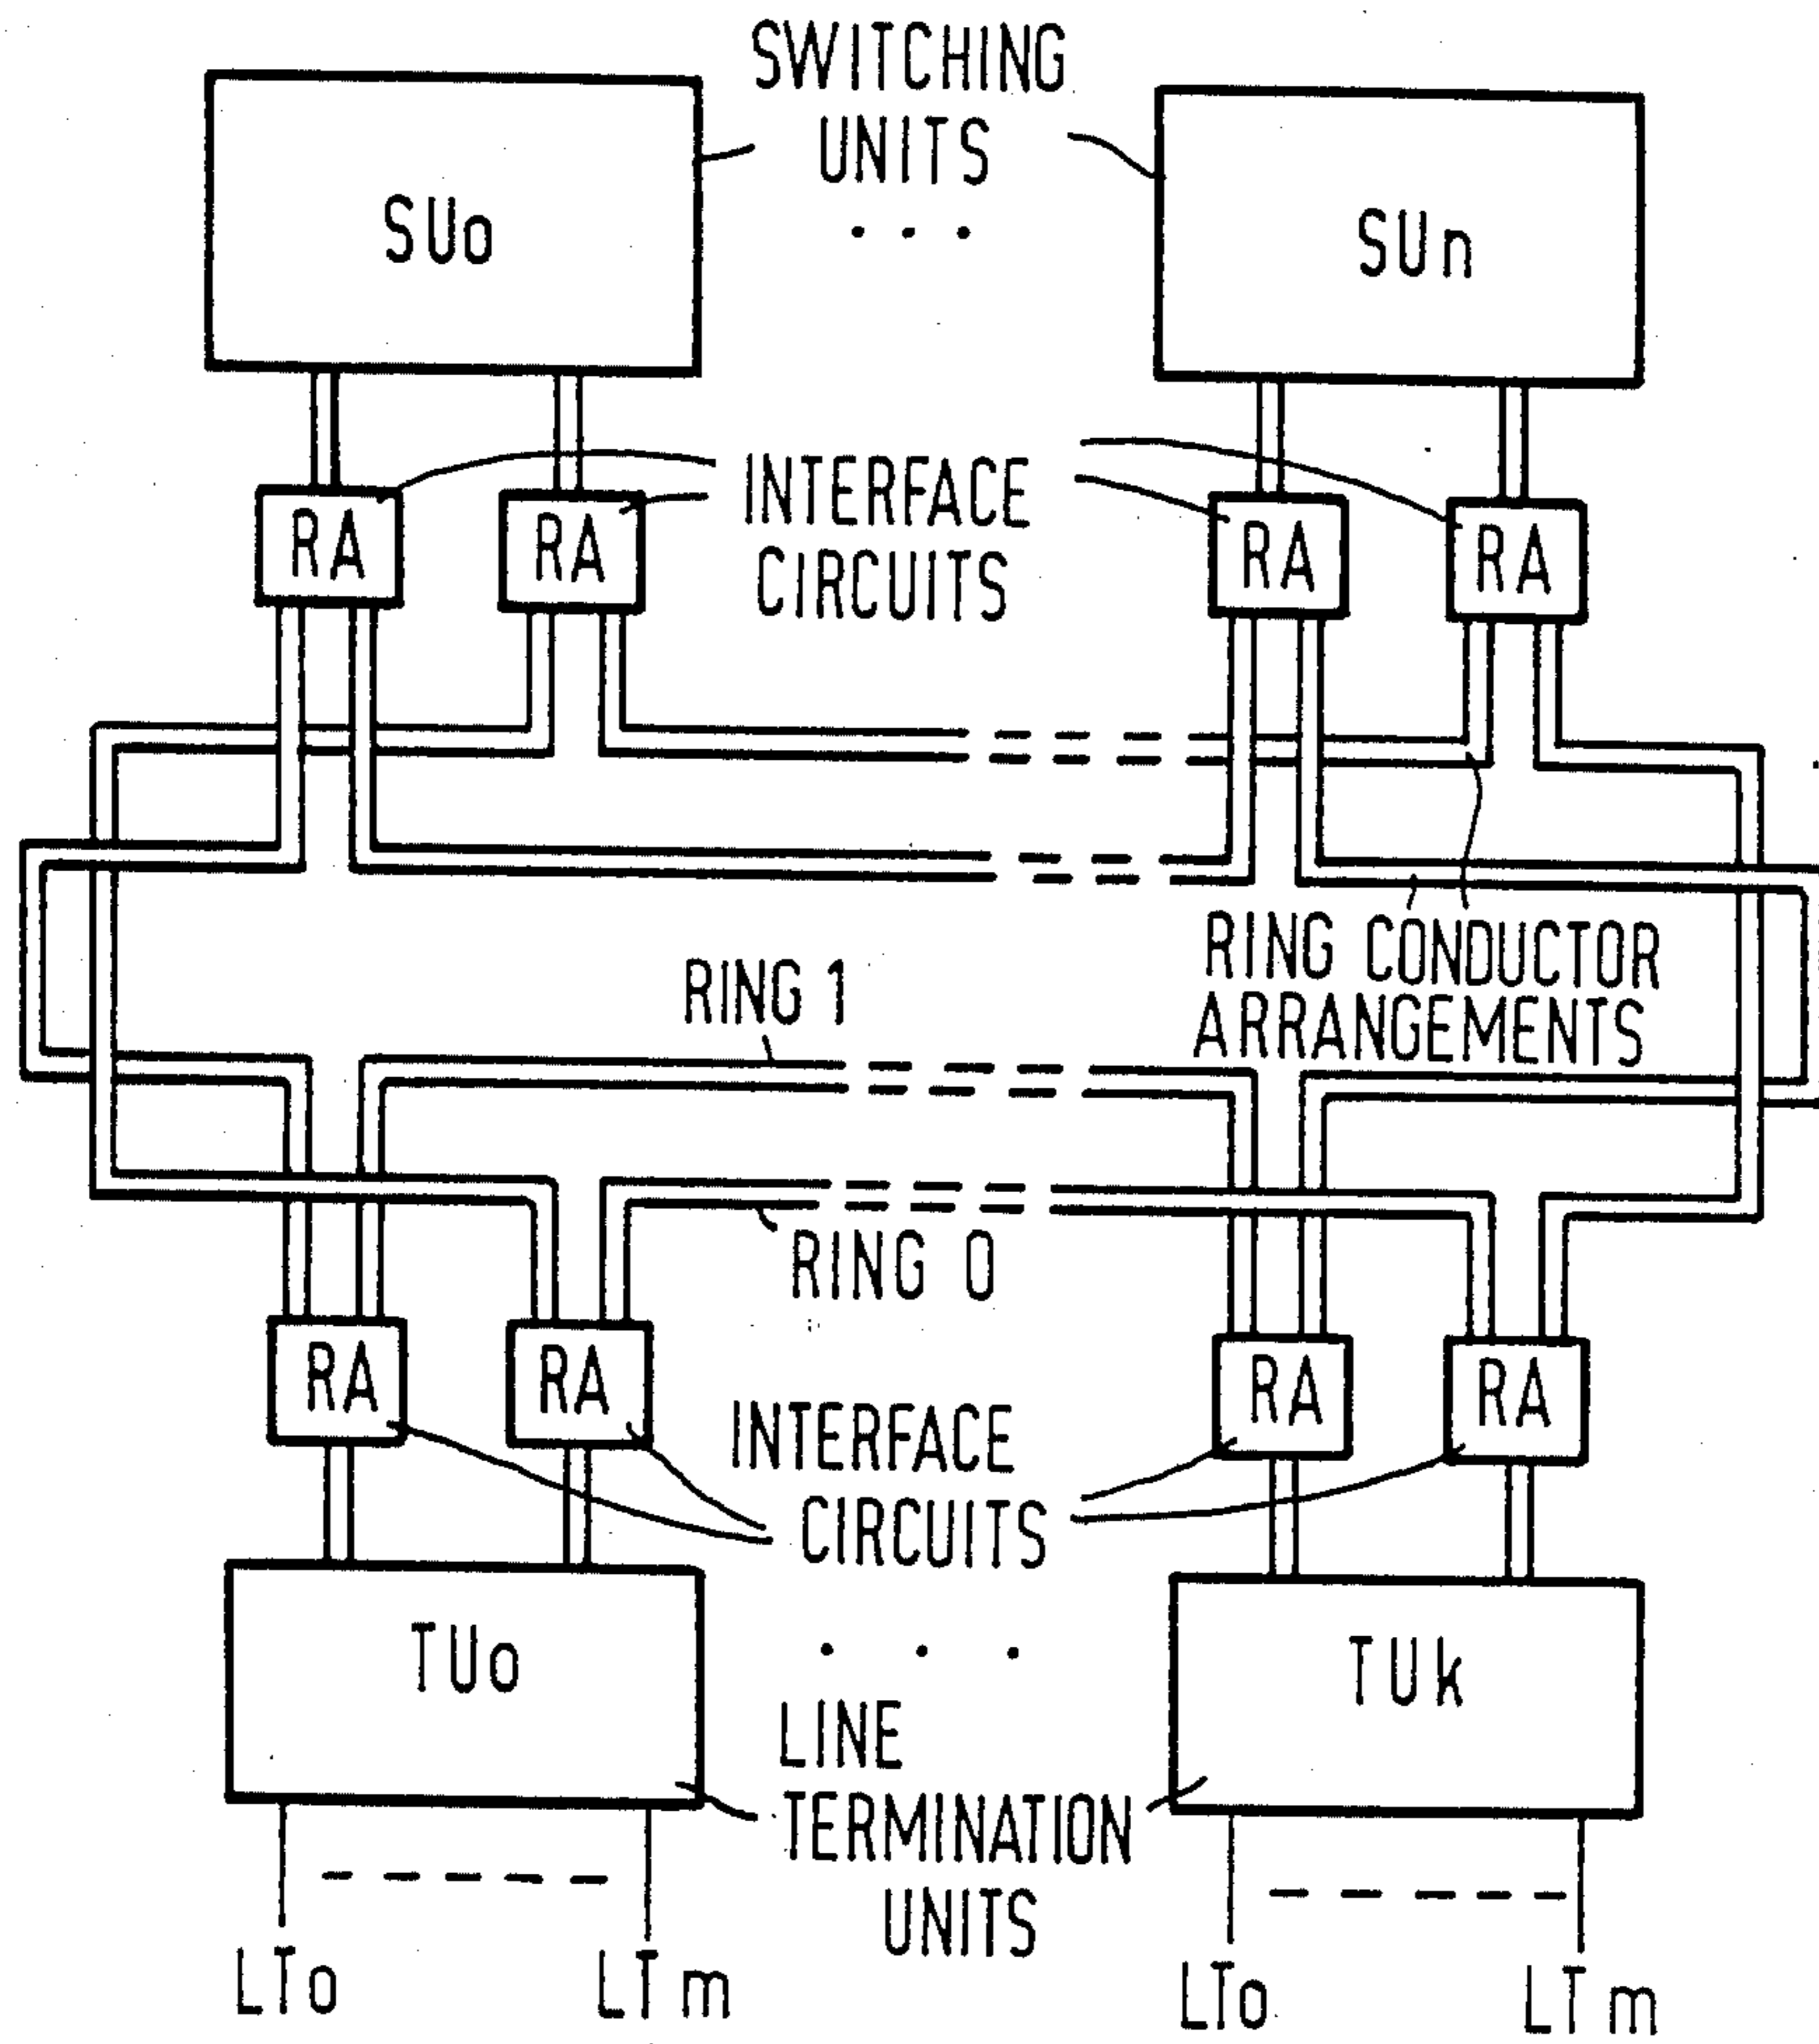 SWITCHING
UNITS
SUo
. . .
SUn
INTERFACE
CIRCUITS
RA
RA
RA
RA
RING CONDUCTOR
ARRANGEMENTS
RING 1
RING 0
RA
RA
RA
RA
INTERFACE
CIRCUITS
TUo
. . .
TUk
LINE
TERMINATION
UNITS
LTo
LTm
LTo
LTm